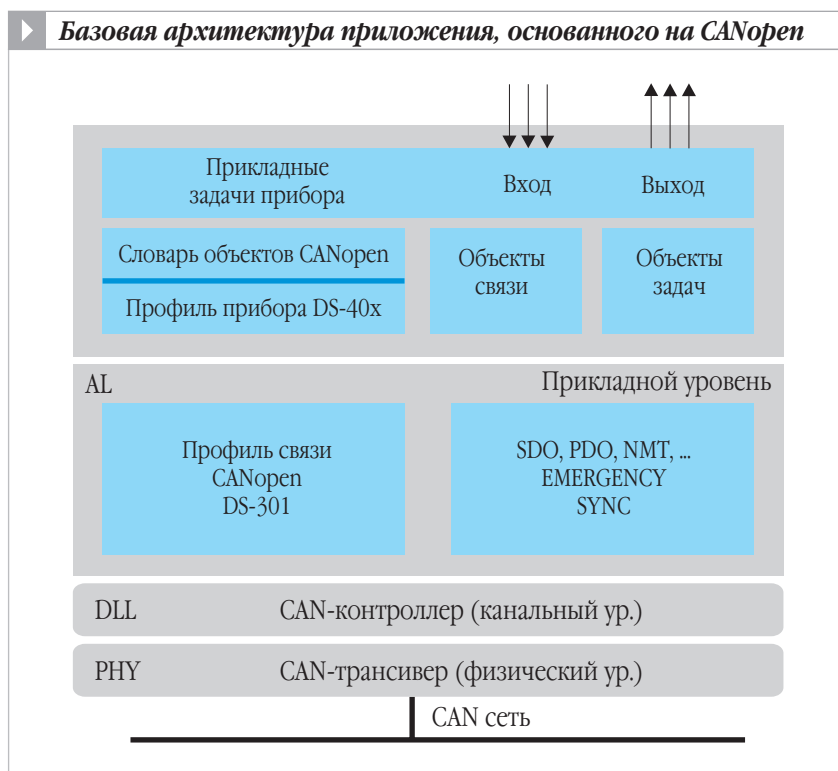 Базовая архитектура приложения, основанного на CANopen
Прикладные
задачи прибора
Вход
Выход
Словарь объектов CANopen
Профиль прибора DS-40x
Объекты
связи
Объекты
задач
AL
Прикладной уровень
Профиль связи
CANopen
DS-301
SDO, PDO, NMT, ...
EMERGENCY
SYNC
DLL
CAN-контроллер (канальный ур.)
PHY
CAN-трансивер (физический ур.)
CAN сеть